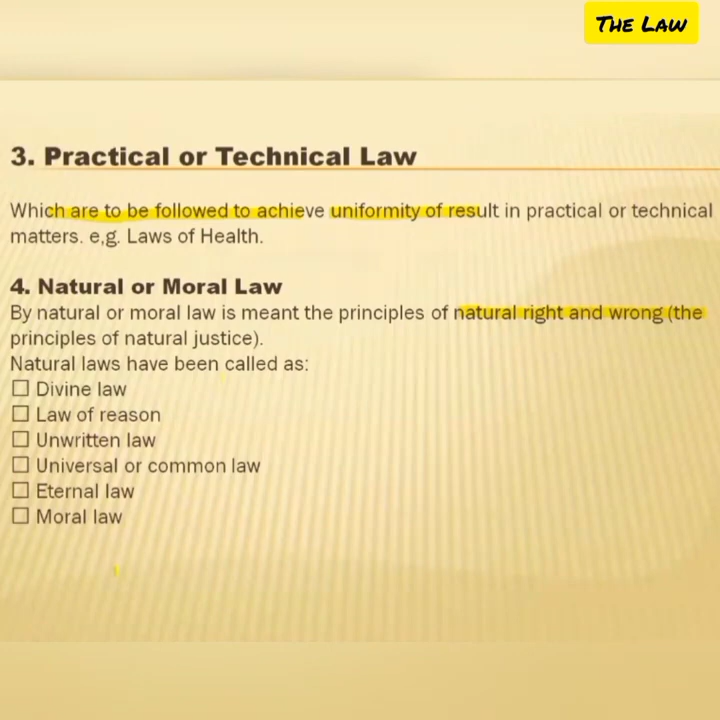 THE LAW
3. Practical or Technical Law
Which are to be followed to achieve uniformity of result in practical or technical
matters. e,g. Laws of Health.
4. Natural or Moral Law
By natural or moral law is meant the principles of natural right and wrong (the
principles of natural justice).
Natural laws have been called as:
☐ Divine law
☐ Law of reason
☐ Unwritten law
☐ Universal or common law
☐ Eternal law
☐ Moral law